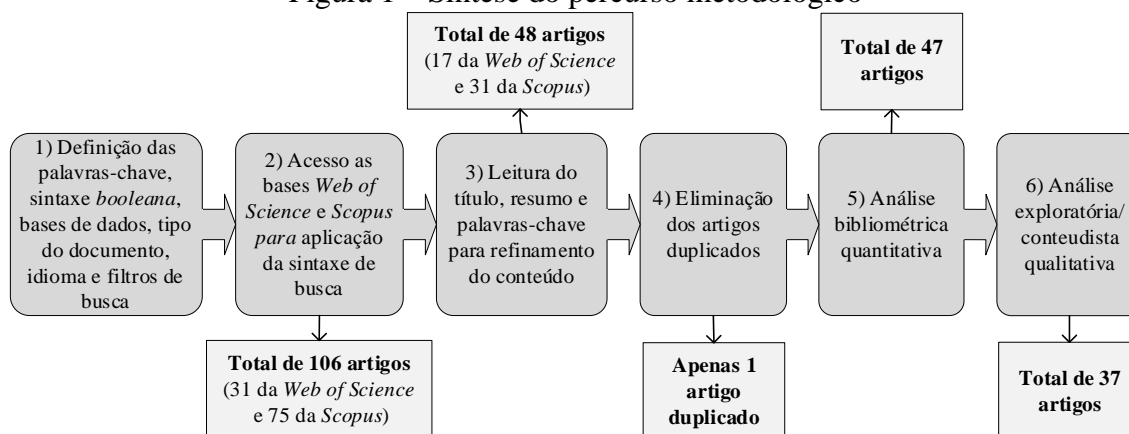 Figura 1 – Síntese do percurso metodológico
Total de 48 artigos
(17 da Web of Science
e 31 da Scopus)
Total de 47
artigos
1) Definição das
palavras-chave,
sintaxe booleana,
bases de dados, tipo
do documento,
idioma e filtros de
busca
2) Acesso as
bases Web of
Science e Scopus
para aplicação
da sintaxe de
busca
3) Leitura do
título, resumo e
palavras-chave
para refinamento
do conteúdo
4) Eliminação
dos artigos
duplicados
5) Análise
bibliométrica
quantitativa
6) Análise
exploratória/
conteudista
qualitativa
Total de 106 artigos
(31 da Web of Science
e 75 da Scopus)
Apenas 1
artigo
duplicado
Total de 37
artigos